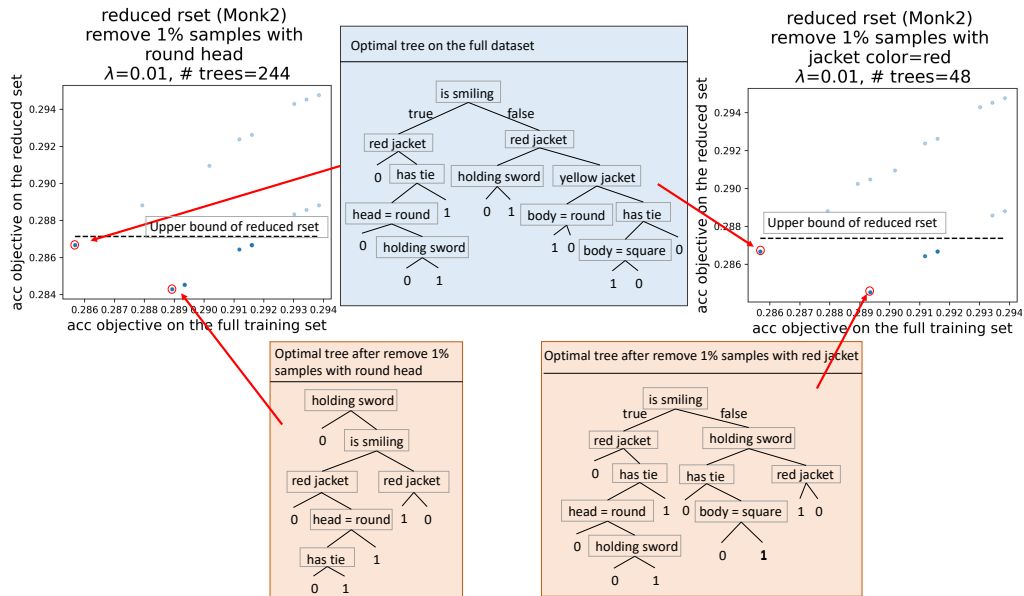 reduced rset (Monk2)
remove 1% samples with
round head
λ=0.01, # trees=244
acc objective on the reduced set
0.294
0.292
0.290
0.288
0.286
0.284
Upper bound of reduced rset
0.286 0.287 0.288 0.289 0.290 0.291 0.292 0.293 0.294
acc objective on the full training set
Optimal tree on the full dataset
is smiling
true
false
red jacket
red jacket
0
has tie
holding sword
yellow jacket
head = round
1
0
1
body = round
has tie
0
holding sword
1
0
body = square
0
0
1
0
0
reduced rset (Monk2)
remove 1% samples with
jacket color=red
λ=0.01, # trees=48
acc objective on the reduced set
0.294
0.292
0.290
0.288
0.286
Upper bound of reduced rset
0.286 0.287 0.288 0.289 0.290 0.291 0.292 0.293 0.294
acc objective on the full training set
Optimal tree after remove 1%
samples with round head
holding sword
0
is smiling
red jacket
red jacket
0
head = round
1
0
has tie
1
0
1
Optimal tree after remove 1% samples with red jacket
is smiling
true
false
red jacket
holding sword
0
has tie
has tie
red jacket
head = round
1
0
body = square
1
0
0
holding sword
0
1
0
1